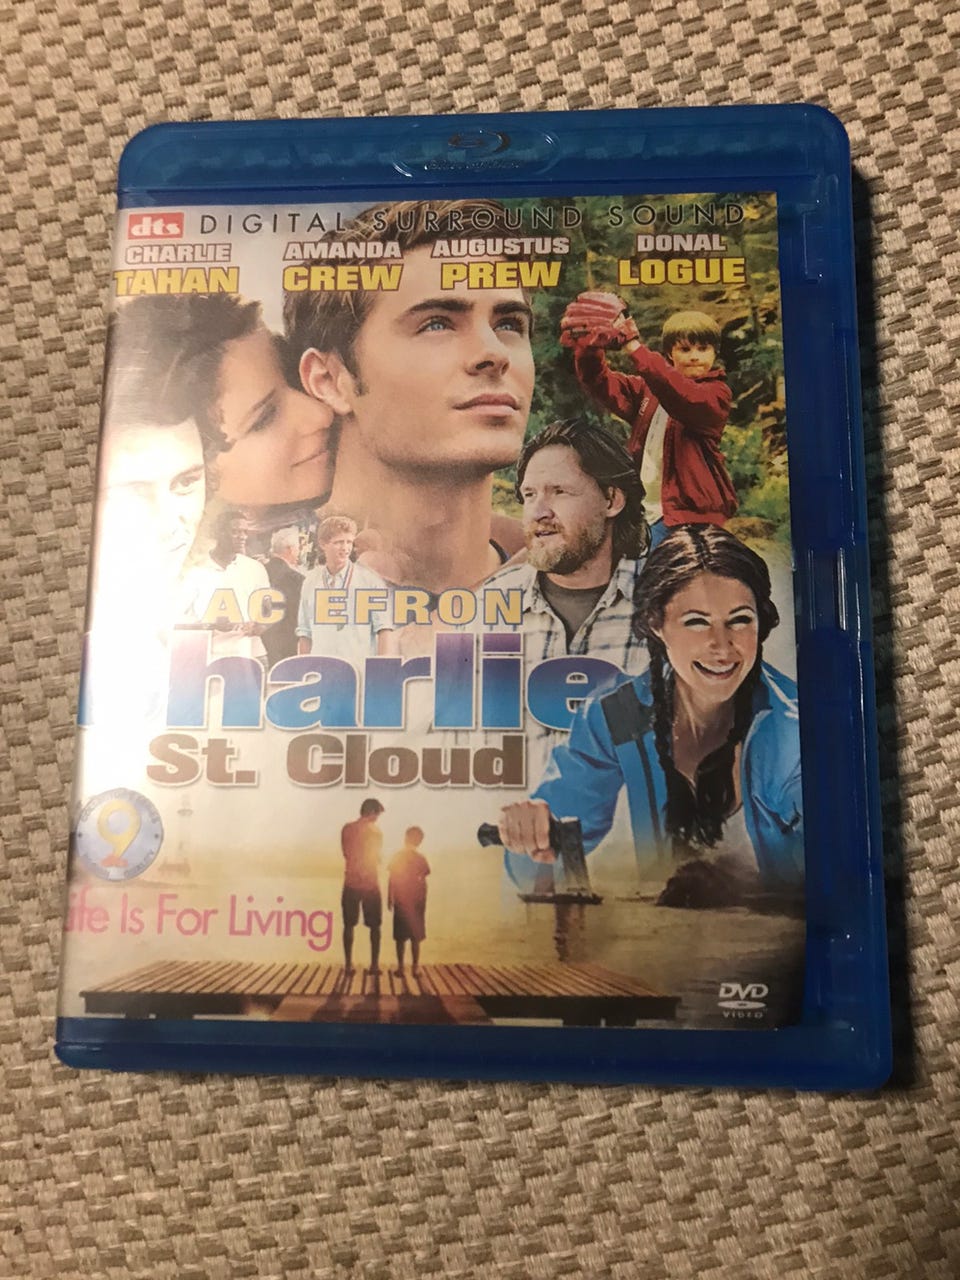 dts DIGITAL SURROUND SOUND
CHARLIE TAHAN
AMANDA CREW
AUGUSTUS PREW
DONAL LOGUE
AC EFRON
harlie
St. Cloud
9
ife Is For Living
DVD
VIDEO